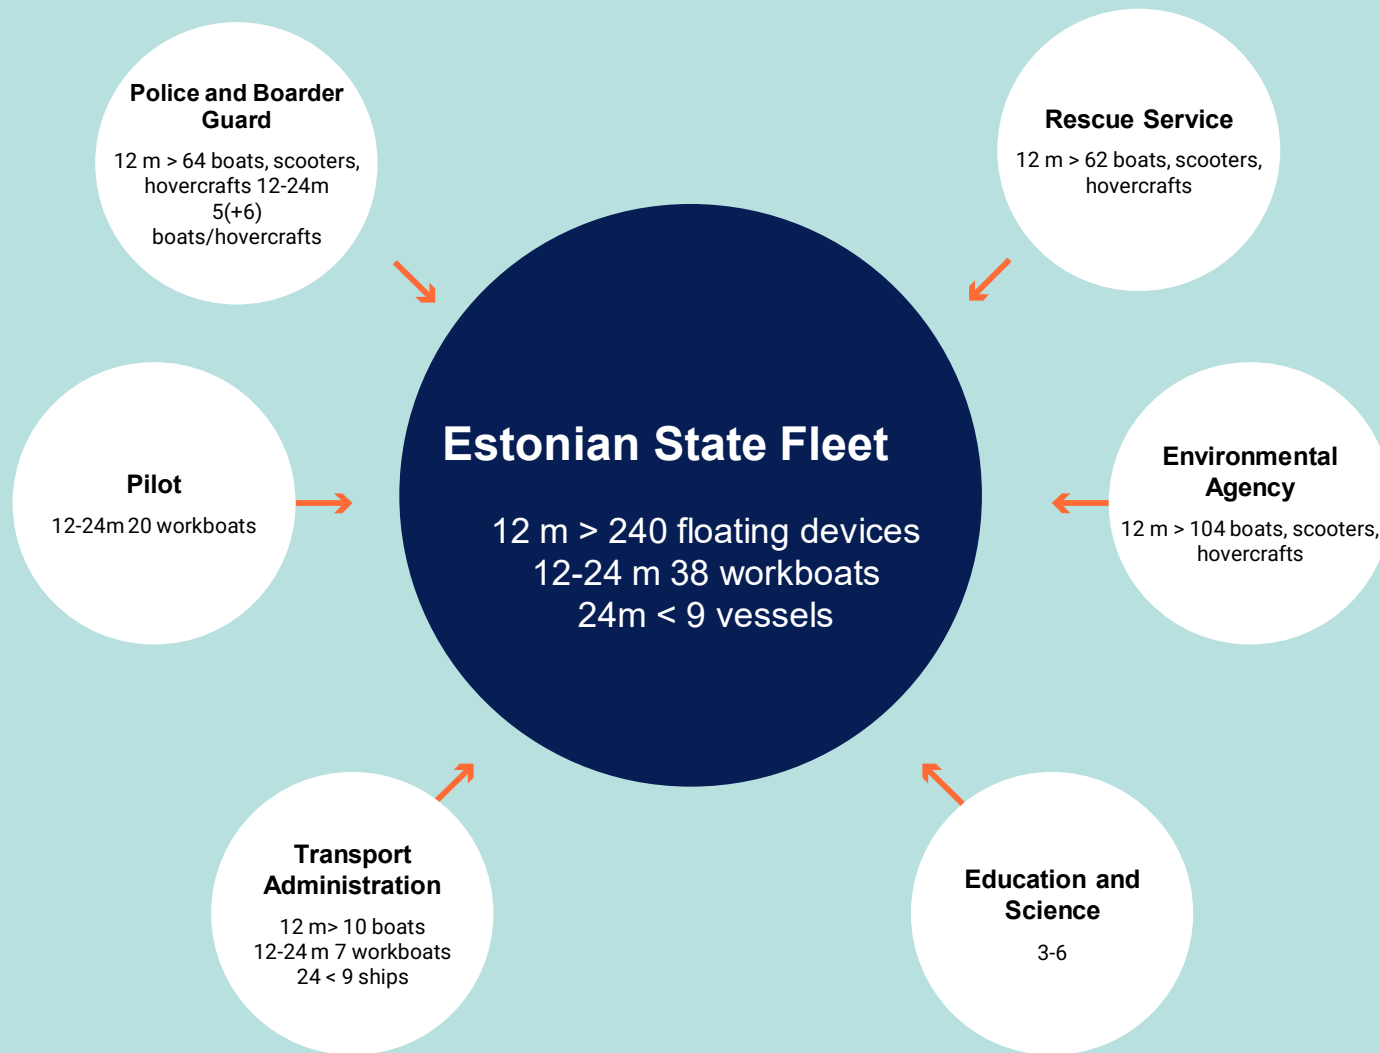 Police and Boarder
Guard
12 m > 64 boats, scooters,
hovercrafts 12-24m
5(+6)
boats/hovercrafts
Rescue Service
12 m > 62 boats, scooters,
hovercrafts
Estonian State Fleet
12 m > 240 floating devices
12-24 m 38 workboats
24m < 9 vessels
Pilot
12-24m 20 workboats
Environmental
Agency
12 m > 104 boats, scooters,
hovercrafts
Transport
Administration
12 m> 10 boats
12-24 m 7 workboats
24 < 9 ships
Education and
Science
3-6